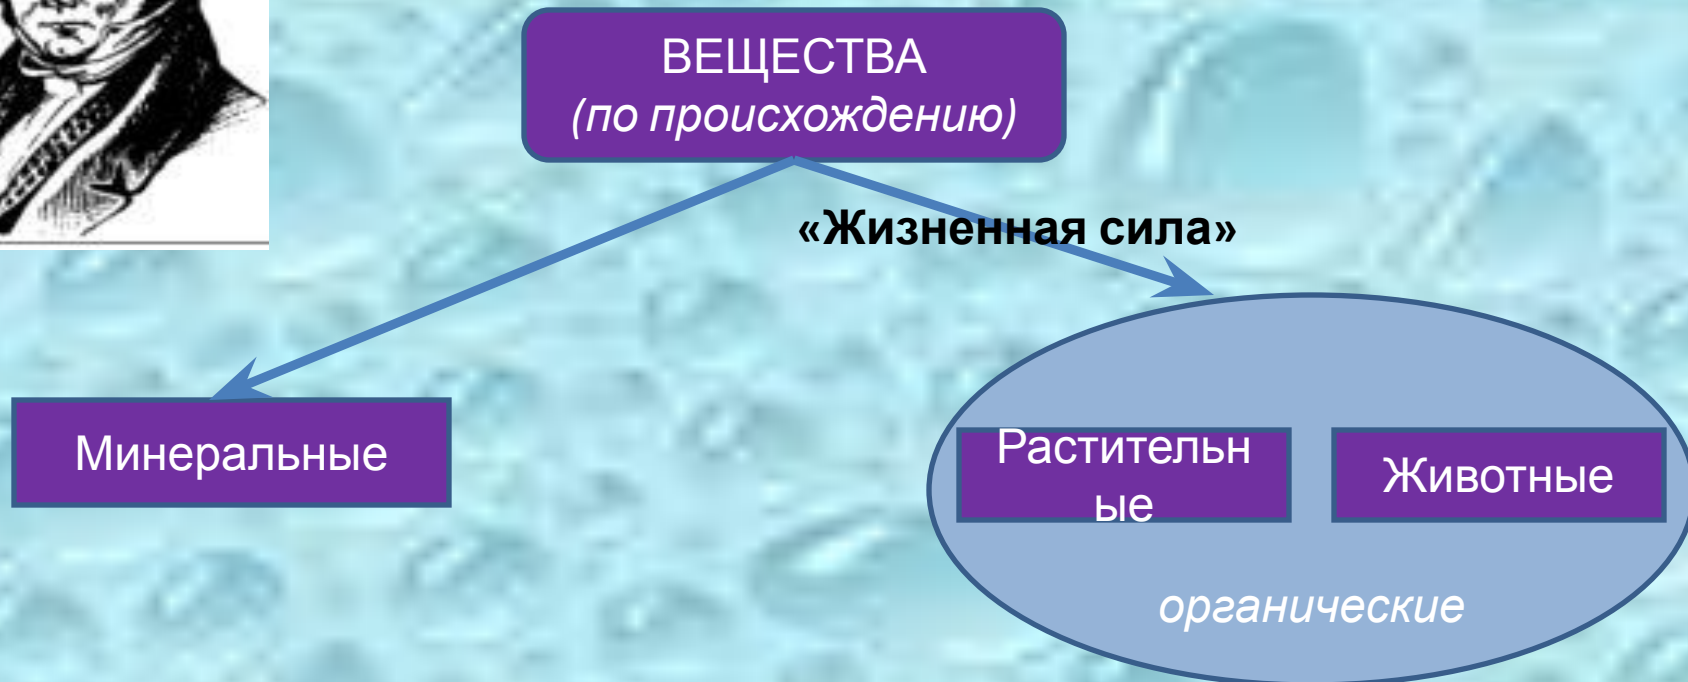 ВЕЩЕСТВА
(по происхождению)
«Жизненная сила»
Минеральные
Растительн
ые
Животные
органические